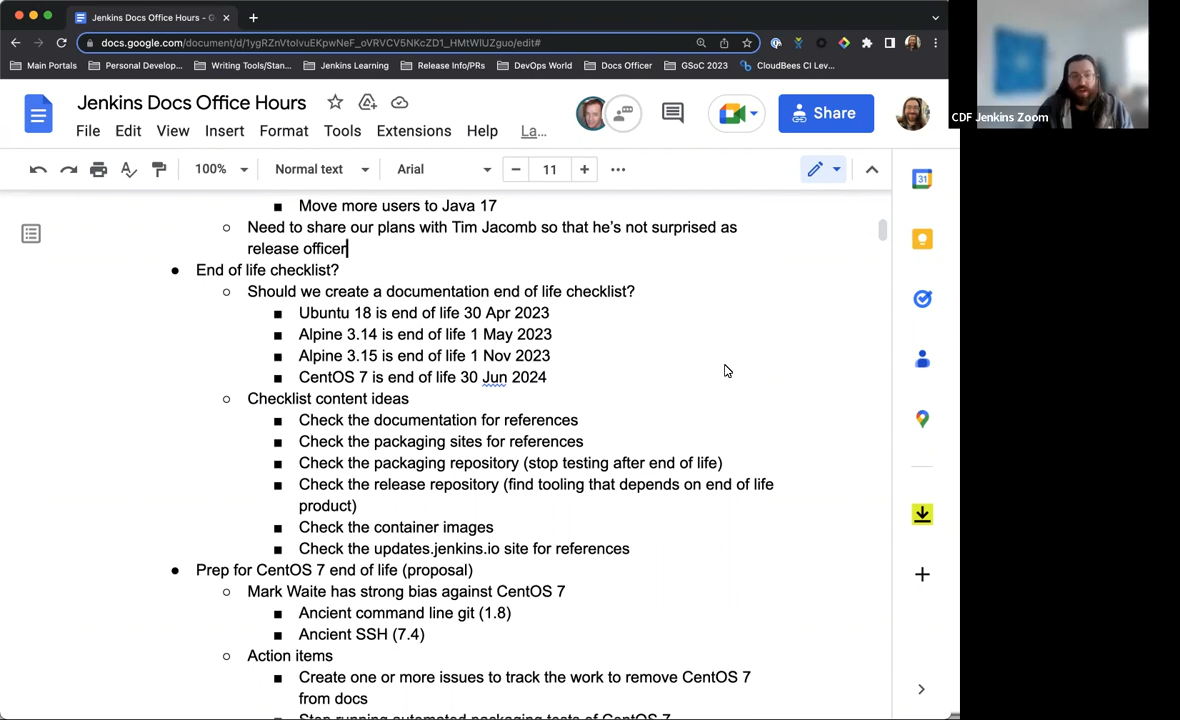 Jenkins Docs Office Hours - G
docs.google.com/document/d/1ygRZnVtolvuEKpwNeF_oVRVCV5NKcZD1_HMtWlUZguo/edit#
Main Portals
Personal Develop...
Writing Tools/Stan...
Jenkins Learning
Release Info/PRs
DevOps World
Docs Officer
GSoC 2023
CloudBees CI Lev...
CDF Jenkins Zoom
Jenkins Docs Office Hours
Share
File Edit View Insert Format Tools Extensions Help La...
100% Normal text Arial 11
31
■ Move more users to Java 17
○ Need to share our plans with Tim Jacomb so that he's not surprised as
release officer
● End of life checklist?
○ Should we create a documentation end of life checklist?
■ Ubuntu 18 is end of life 30 Apr 2023
■ Alpine 3.14 is end of life 1 May 2023
■ Alpine 3.15 is end of life 1 Nov 2023
■ CentOS 7 is end of life 30 Jun 2024
○ Checklist content ideas
■ Check the documentation for references
■ Check the packaging sites for references
■ Check the packaging repository (stop testing after end of life)
■ Check the release repository (find tooling that depends on end of life
product)
■ Check the container images
■ Check the updates.jenkins.io site for references
● Prep for CentOS 7 end of life (proposal)
○ Mark Waite has strong bias against CentOS 7
■ Ancient command line git (1.8)
■ Ancient SSH (7.4)
○ Action items
■ Create one or more issues to track the work to remove CentOS 7
from docs
■ Stop running automated packaging tests of CentOS 7